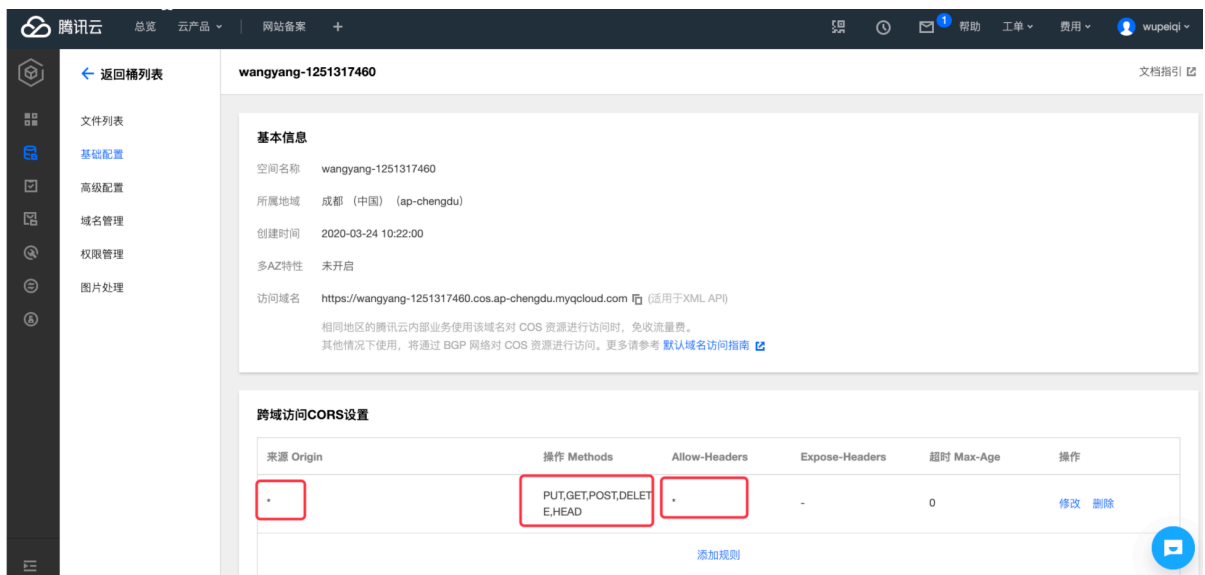 腾讯云 总览 云产品 网站备案 + 1 帮助 工单 费用 wupeiqi
返回桶列表
wangyang-1251317460
文档指引
文件列表
基础配置
高级配置
域名管理
权限管理
图片处理
基本信息
空间名称 wangyang-1251317460
所属地域 成都 （中国） （ap-chengdu）
创建时间 2020-03-24 10:22:00
多AZ特性 未开启
访问域名 https://wangyang-1251317460.cos.ap-chengdu.myqcloud.com (适用于XML API)
相同地区的腾讯云内部业务使用该域名对 COS 资源进行访问时，免收流量费。
其他情况下使用，将通过 BGP 网络对 COS 资源进行访问。更多请参考 默认域名访问指南
跨域访问CORS设置
来源 Origin 操作 Methods Allow-Headers Expose-Headers 超时 Max-Age 操作
* PUT,GET,POST,DELET * - 0 修改 删除
E,HEAD
添加规则